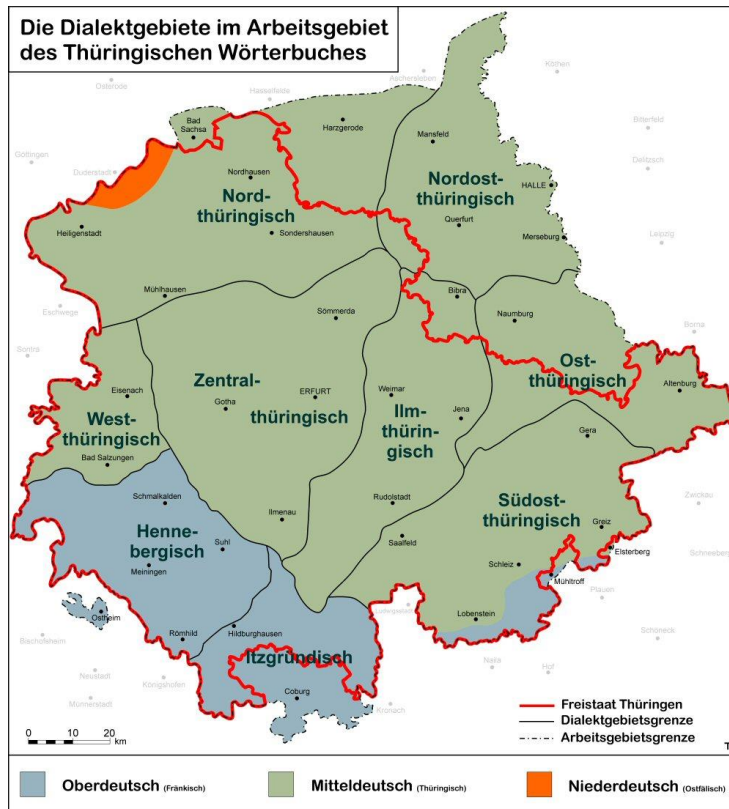 Die Dialektgebiete im Arbeitsgebiet
des Thüringischen Wörterbuches
Köthen
Aschersleben
Osterode
Hasselfelde
Bad
Sachsa
Harzgerode
Bitterfeld
Mansfeld
Göttingen
Duderstadt
Delitzsch
Nordhausen
Nordost-
thüringisch
HALLE
Nord-
thüringisch
Querfurt
Heiligenstadt
Sondershausen
Merseburg
Leipzig
Mühlhausen
Bibra
Eschwege
Sömmerda
Naumburg
Borna
Sontra
Ost-
thüringisch
Zentral-
thüringisch
Eisenach
ERFURT
Weimar
Altenburg
Gotha
West-
thüringisch
Ilm-
thürin-
gisch
Jena
Gera
Bad Salzungen
Schmalkalden
Rudolstadt
Südost-
thüringisch
Zwickau
Ilmenau
Greiz
Henne-
bergisch
Saalfeld
Suhl
Elsterberg
Schneeberg
Meiningen
Schleiz
Mühltroff
Plauen
Ostheim
Ludwigsstadt
Lobenstein
Bischofsheim
Römhild
Hildburghausen
Schöneck
Itzgründisch
Neustadt
Königshofen
Naila
Hof
Münnerstadt
Coburg
Kronach
Freistaat Thüringen
Dialektgebietsgrenze
Arbeitsgebietsgrenze
0 10 20
km
T
Oberdeutsch (Fränkisch)
Mitteldeutsch (Thüringisch)
Niederdeutsch (Ostfälisch)